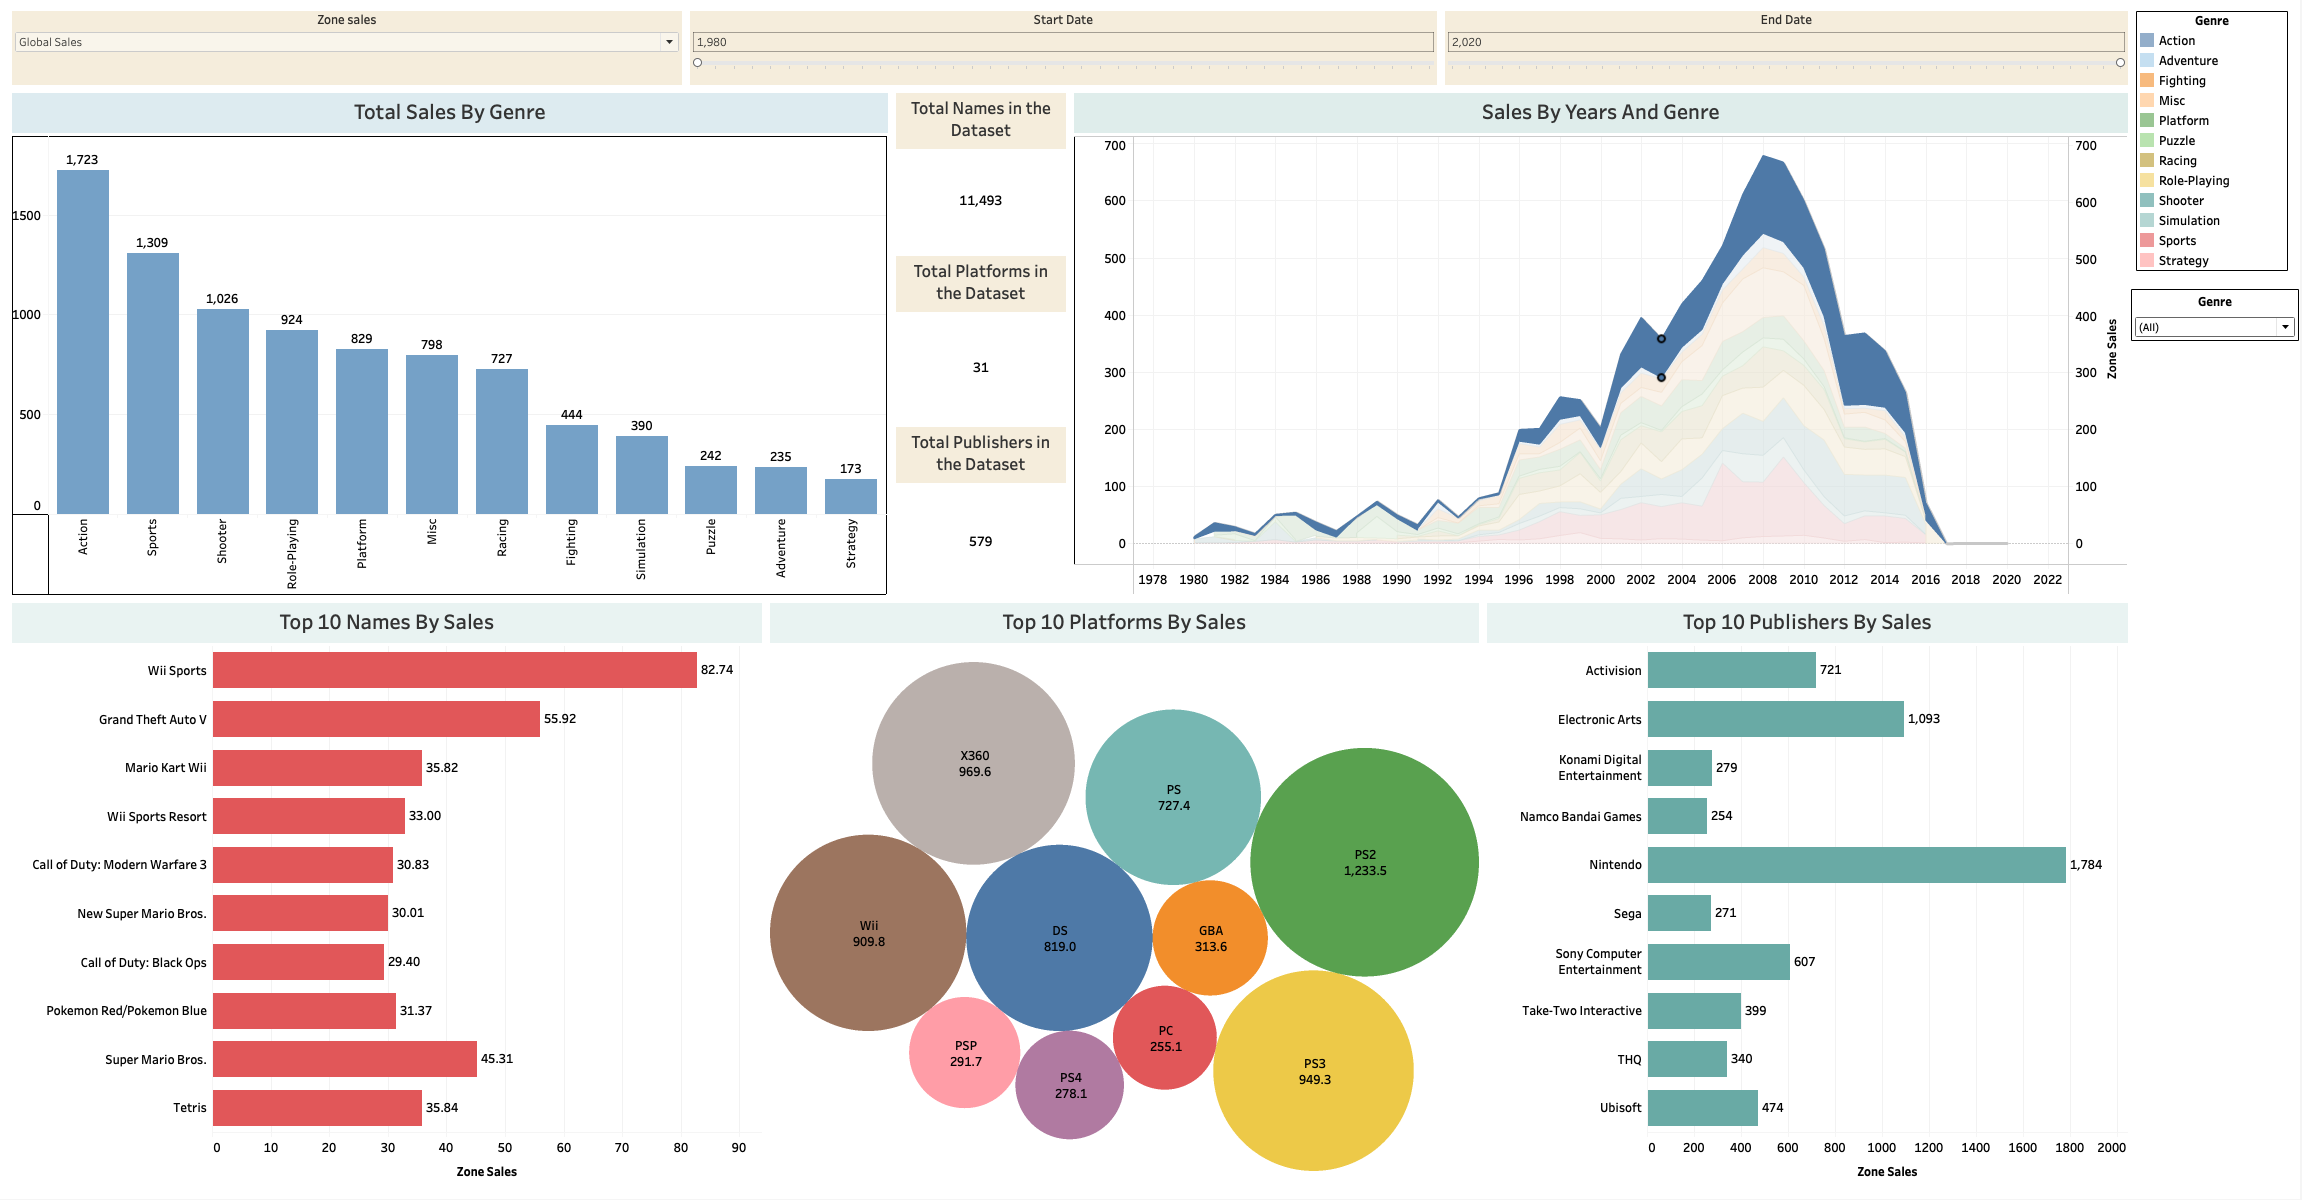 Zone sales
Global Sales
Start Date
1,980
End Date
2,020
Genre
Action
Adventure
Fighting
Misc
Platform
Puzzle
Racing
Role-Playing
Shooter
Simulation
Sports
Strategy
Genre
(All)
Total Sales By Genre
1500
1000
500
0
1,723
1,309
1,026
924
829
798
727
444
390
242
235
173
Action
Sports
Shooter
Role-Playing
Platform
Misc
Racing
Fighting
Simulation
Puzzle
Adventure
Strategy
Total Names in the
Dataset
11,493
Total Platforms in
the Dataset
31
Total Publishers in
the Dataset
579
Sales By Years And Genre
700
600
500
400
300
200
100
0
700
600
500
400
300
200
100
0
Zone Sales
1978 1980 1982 1984 1986 1988 1990 1992 1994 1996 1998 2000 2002 2004 2006 2008 2010 2012 2014 2016 2018 2020 2022
Top 10 Names By Sales
Wii Sports 82.74
Grand Theft Auto V 55.92
Mario Kart Wii 35.82
Wii Sports Resort 33.00
Call of Duty: Modern Warfare 3 30.83
New Super Mario Bros. 30.01
Call of Duty: Black Ops 29.40
Pokemon Red/Pokemon Blue 31.37
Super Mario Bros. 45.31
Tetris 35.84
0 10 20 30 40 50 60 70 80 90
Zone Sales
Top 10 Platforms By Sales
X360
969.6
PS
727.4
PS2
1,233.5
Wii
909.8
DS
819.0
GBA
313.6
PSP
291.7
PS4
278.1
PC
255.1
PS3
949.3
Top 10 Publishers By Sales
Activision 721
Electronic Arts 1,093
Konami Digital
Entertainment 279
Namco Bandai Games 254
Nintendo 1,784
Sega 271
Sony Computer
Entertainment 607
Take-Two Interactive 399
THQ 340
Ubisoft 474
0 200 400 600 800 1000 1200 1400 1600 1800 2000
Zone Sales